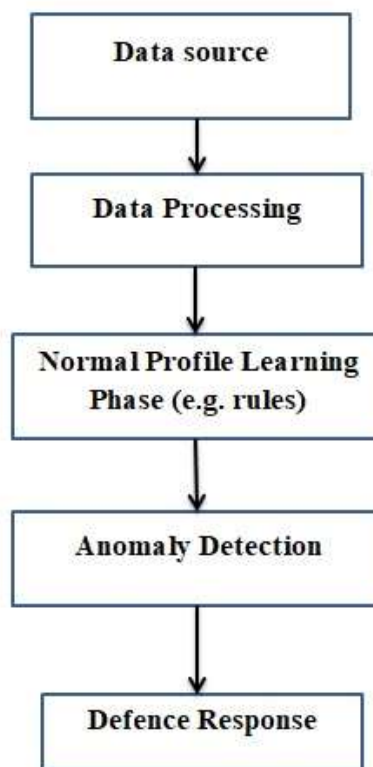 Data source
Data Processing
Normal Profile Learning
Phase (e.g. rules)
Anomaly Detection
Defence Response